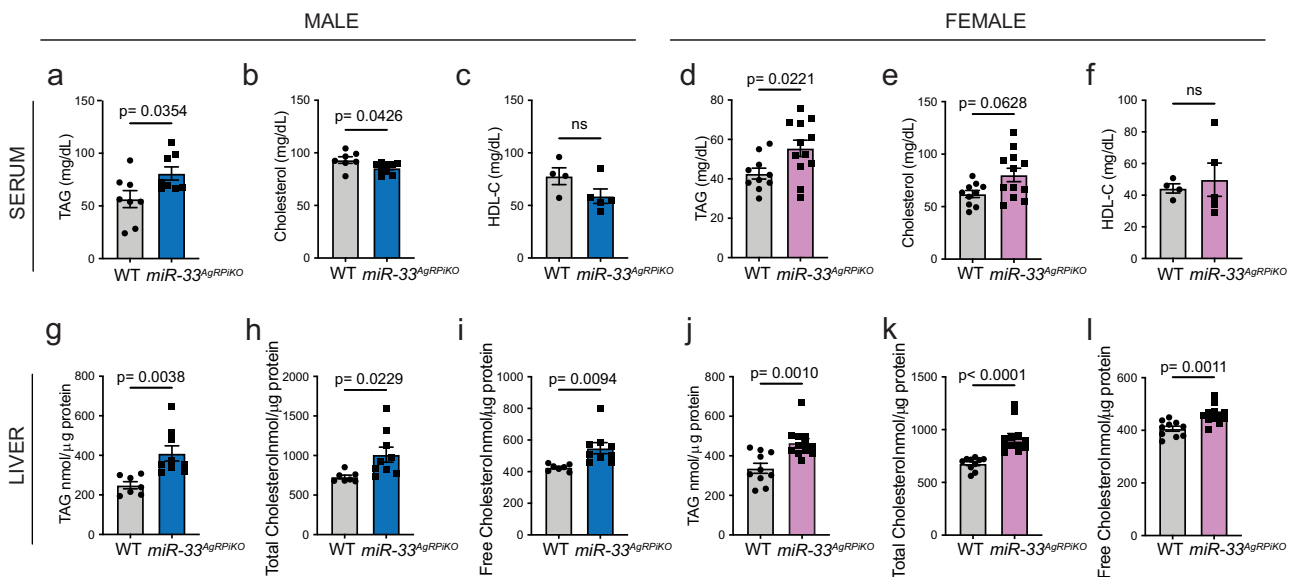 MALE
FEMALE
SERUM
a
TAG (mg/dL)
150
100
50
0
p= 0.0354
WT miR-33AgRPiKO
b
Cholesterol (mg/dL)
150
100
50
0
p= 0.0426
WT miR-33AgRPiKO
c
HDL-C (mg/dL)
150
100
50
0
ns
WT miR-33AgRPiKO
d
TAG (mg/dL)
80
60
40
20
0
p= 0.0221
WT miR-33AgRPiKO
e
Cholesterol (mg/dL)
150
100
50
0
p= 0.0628
WT miR-33AgRPiKO
f
HDL-C (mg/dL)
100
80
60
40
20
0
ns
WT miR-33AgRPiKO
LIVER
g
TAG nmol/μg protein
800
600
400
200
0
p= 0.0038
WT miR-33AgRPiKO
h
Total Cholesterolnmol/μg protein
2000
1500
1000
500
0
p= 0.0229
WT miR-33AgRPiKO
i
Free Cholesterolnmol/μg protein
1000
800
600
400
200
0
p= 0.0094
WT miR-33AgRPiKO
j
TAG nmol/μg protein
800
600
400
200
0
p= 0.0010
WT miR-33AgRPiKO
k
Total Cholesterolnmol/μg protein
1500
1000
500
0
p< 0.0001
WT miR-33AgRPiKO
l
Free Cholesterolnmol/μg protein
600
400
200
0
p= 0.0011
WT miR-33AgRPiKO